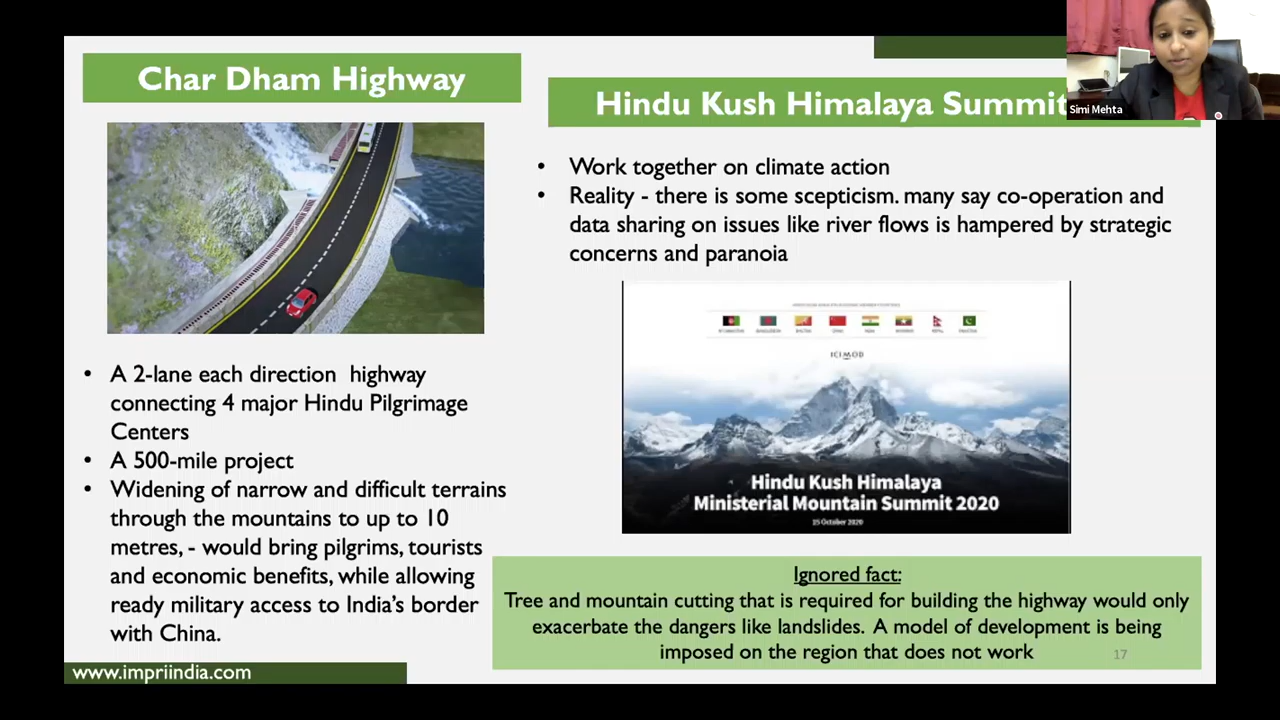 Simi Mehta
Char Dham Highway
Hindu Kush Himalaya Summit
• Work together on climate action
• Reality - there is some scepticism. many say co-operation and
data sharing on issues like river flows is hampered by strategic
concerns and paranoia
ICIMOD
Hindu Kush Himalaya
Ministerial Mountain Summit 2020
15 October 2020
• A 2-lane each direction highway
connecting 4 major Hindu Pilgrimage
Centers
• A 500-mile project
• Widening of narrow and difficult terrains
through the mountains to up to 10
metres, - would bring pilgrims, tourists
and economic benefits, while allowing
ready military access to India's border
with China.
Ignored fact:
Tree and mountain cutting that is required for building the highway would only
exacerbate the dangers like landslides. A model of development is being
imposed on the region that does not work
17
www.impriindia.com